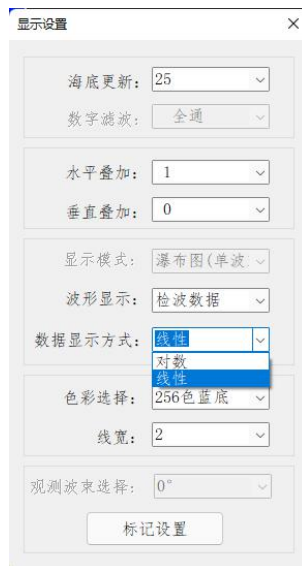 显示设置
海底更新: 25
数字滤波: 全通
水平叠加: 1
垂直叠加: 0
显示模式: 瀑布图(单波
波形显示: 检波数据
数据显示方式: 线性
对数
线性
色彩选择: 256色蓝底
线宽: 2
观测波束选择: 0°
标记设置